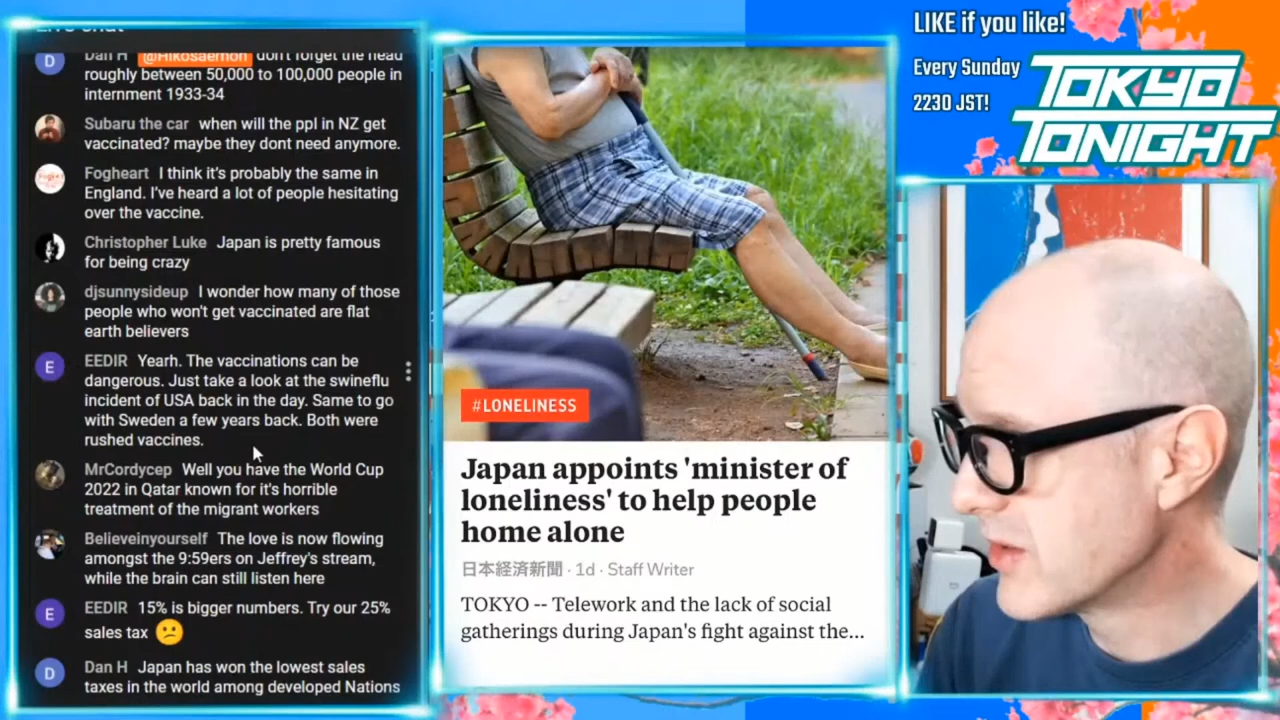 Live chat
Dan H @Hikosaemon don't forget the
roughly between 50,000 to 100,000 people in
internment 1933-34
Subaru the car when will the ppl in NZ get
vaccinated? maybe they dont need anymore.
Fogheart I think it's probably the same in
England. I've heard a lot of people hesitating
over the vaccine.
Christopher Luke Japan is pretty famous
for being crazy
djsunnysideup I wonder how many of those
people who won't get vaccinated are flat
earth believers
EEDIR Yearh. The vaccinations can be
dangerous. Just take a look at the swineflu
incident of USA back in the day. Same to go
with Sweden a few years back. Both were
rushed vaccines.
MrCordycep Well you have the World Cup
2022 in Qatar known for it's horrible
treatment of the migrant workers
Believeinyourself The love is now flowing
amongst the 9:59ers on Jeffrey's stream,
while the brain can still listen here
EEDIR 15% is bigger numbers. Try our 25%
sales tax
Dan H Japan has won the lowest sales
taxes in the world among developed Nations
#LONELINESS
Japan appoints 'minister of
loneliness' to help people
home alone
日本経済新聞 · 1d · Staff Writer
TOKYO -- Telework and the lack of social
gatherings during Japan's fight against the...
LIKE if you like!
Every Sunday
2230 JST!
TOKYO
TONIGHT